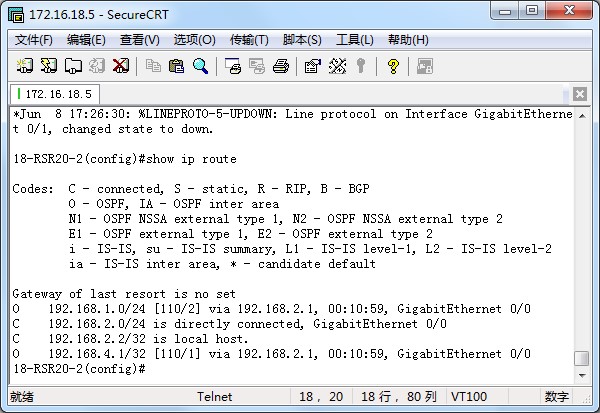 172.16.18.5 - SecureCRT
文件(F) 编辑(E) 查看(V) 选项(O) 传输(T) 脚本(S) 工具(L) 帮助(H)
172.16.18.5
*Jun  8 17:26:30: %LINEPROTO-5-UPDOWN: Line protocol on Interface GigabitEtherne
t 0/1, changed state to down.
18-RSR20-2(config)#show ip route
Codes:  C - connected, S - static, R - RIP, B - BGP
O - OSPF, IA - OSPF inter area
N1 - OSPF NSSA external type 1, N2 - OSPF NSSA external type 2
E1 - OSPF external type 1, E2 - OSPF external type 2
i - IS-IS, su - IS-IS summary, L1 - IS-IS level-1, L2 - IS-IS level-2
ia - IS-IS inter area, * - candidate default
Gateway of last resort is no set
O    192.168.1.0/24 [110/2] via 192.168.2.1, 00:10:59, GigabitEthernet 0/0
C    192.168.2.0/24 is directly connected, GigabitEthernet 0/0
C    192.168.2.2/32 is local host.
O    192.168.4.1/32 [110/1] via 192.168.2.1, 00:10:59, GigabitEthernet 0/0
18-RSR20-2(config)#
就绪 Telnet 18, 20 18 行, 80 列 VT100 数字